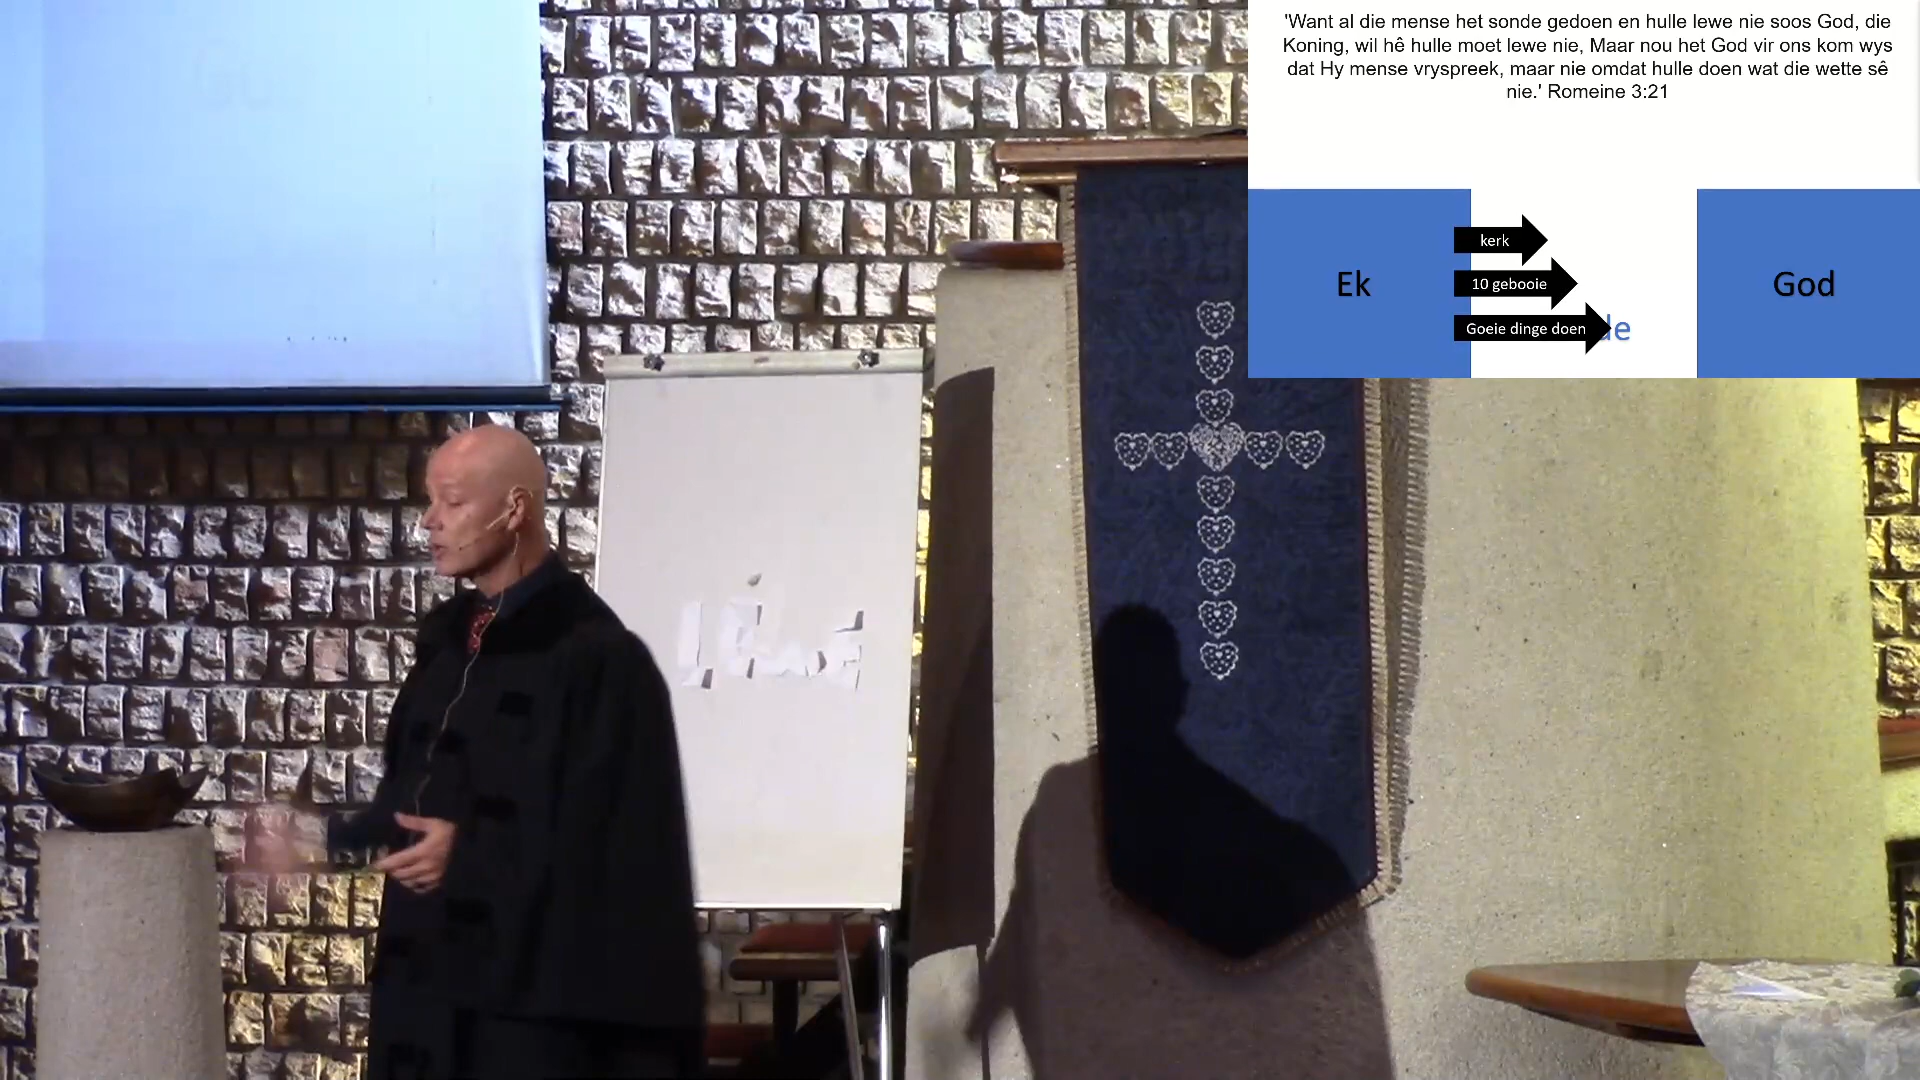 'Want al die mense het sonde gedoen en hulle lewe nie soos God, die
Koning, wil hê hulle moet lewe nie, Maar nou het God vir ons kom wys
dat Hy mense vryspreek, maar nie omdat hulle doen wat die wette sê
nie.' Romeine 3:21
kerk
Ek
10 gebooie
God
Goeie dinge doen
de